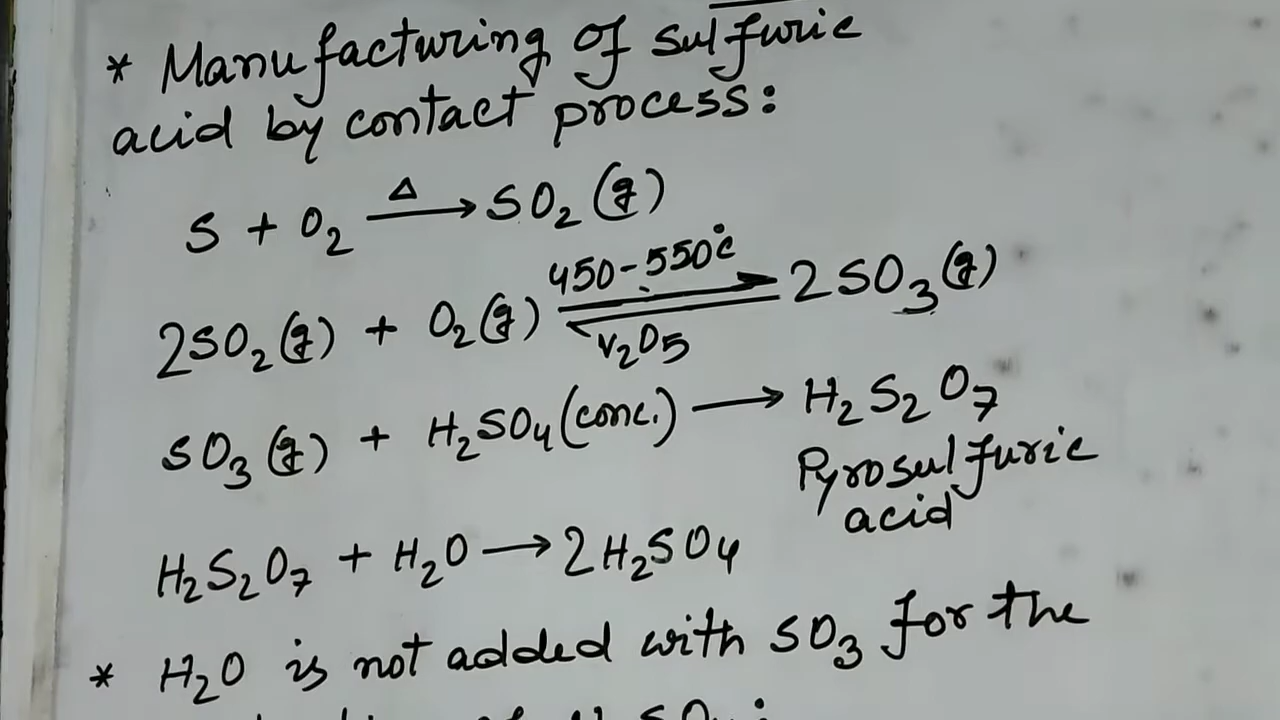 * Manufacturing of sulfuric
acid by contact process:
S + O₂ —Δ→ SO₂ (g)
2SO₂(g) + O₂(g) ⇌ 450-550°c V₂O₅ 2SO₃(g)
SO₃(g) + H₂SO₄(conc.) → H₂S₂O₇
Pyrosulfuric
acid
H₂S₂O₇ + H₂O → 2H₂SO₄
* H₂O is not added with SO₃ for the